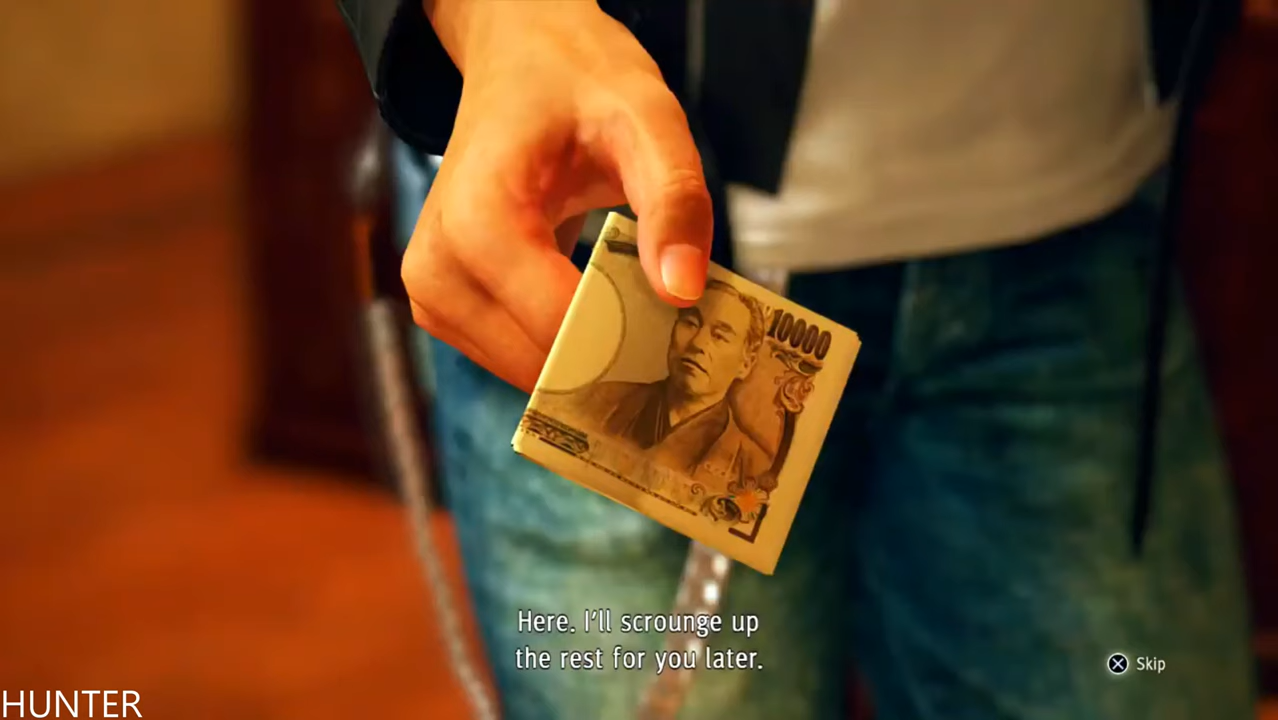 10000
Here. I'll scrounge up
the rest for you later.
Skip
HUNTER